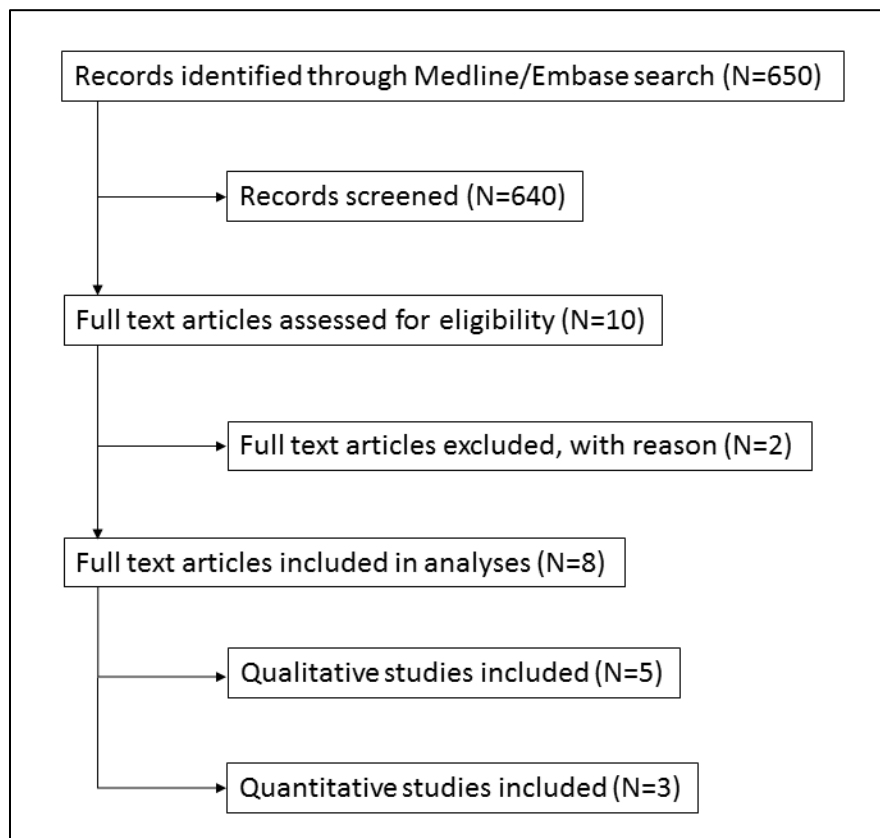 Records identified through Medline/Embase search (N=650)
Records screened (N=640)
Full text articles assessed for eligibility (N=10)
Full text articles excluded, with reason (N=2)
Full text articles included in analyses (N=8)
Qualitative studies included (N=5)
Quantitative studies included (N=3)